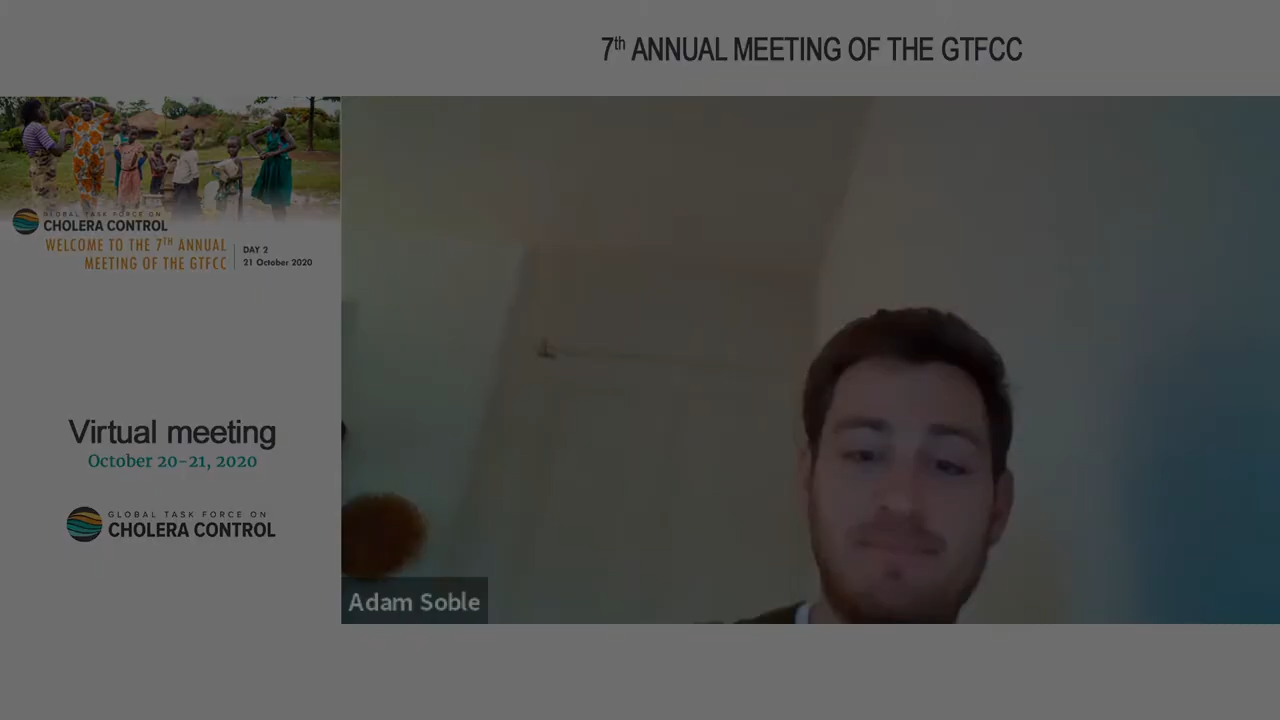 7th ANNUAL MEETING OF THE GTFCC
GLOBAL TASK FORCE ON
CHOLERA CONTROL
WELCOME TO THE 7TH ANNUAL
MEETING OF THE GTFCC
DAY 2
21 October 2020
Virtual meeting
October 20-21, 2020
GLOBAL TASK FORCE ON
CHOLERA CONTROL
Adam Soble